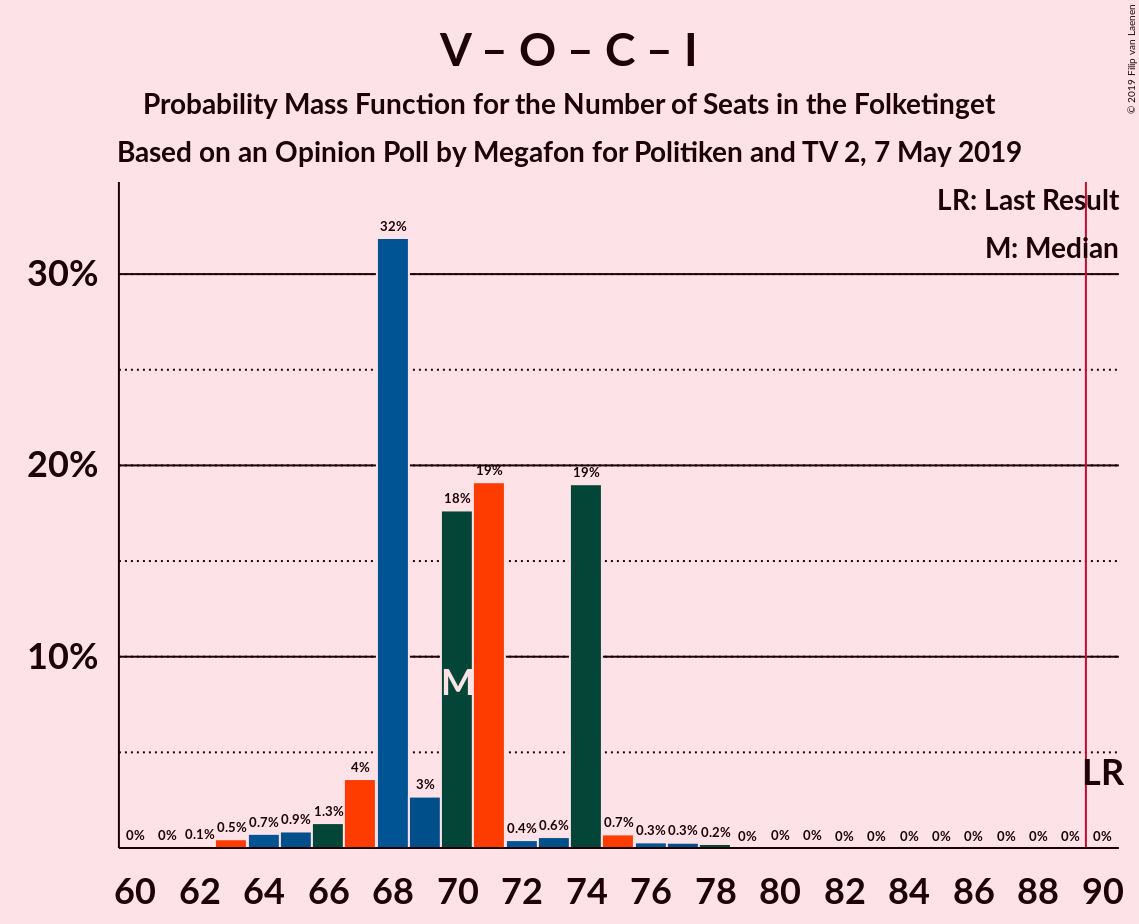 V – O – C – I
Probability Mass Function for the Number of Seats in the Folketinget
Based on an Opinion Poll by Megafon for Politiken and TV 2, 7 May 2019
© 2019 Filip van Laenen
LR: Last Result
M: Median
30%
20%
10%
0% 0% 0.1% 0.5% 0.7% 0.9% 1.3% 4% 32% 3% 18% 19% 0.4% 0.6% 19% 0.7% 0.3% 0.3% 0.2% 0% 0% 0% 0% 0% 0% 0% 0% 0% 0% 0% 0%
M
LR
60 62 64 66 68 70 72 74 76 78 80 82 84 86 88 90